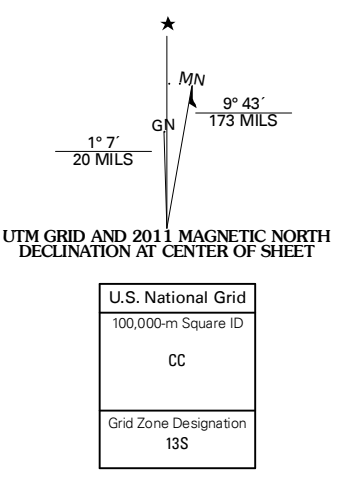 MN
9° 43´
173 MILS
GN
1° 7´
20 MILS
UTM GRID AND 2011 MAGNETIC NORTH
DECLINATION AT CENTER OF SHEET
U.S. National Grid
100,000-m Square ID
CC
Grid Zone Designation
13S